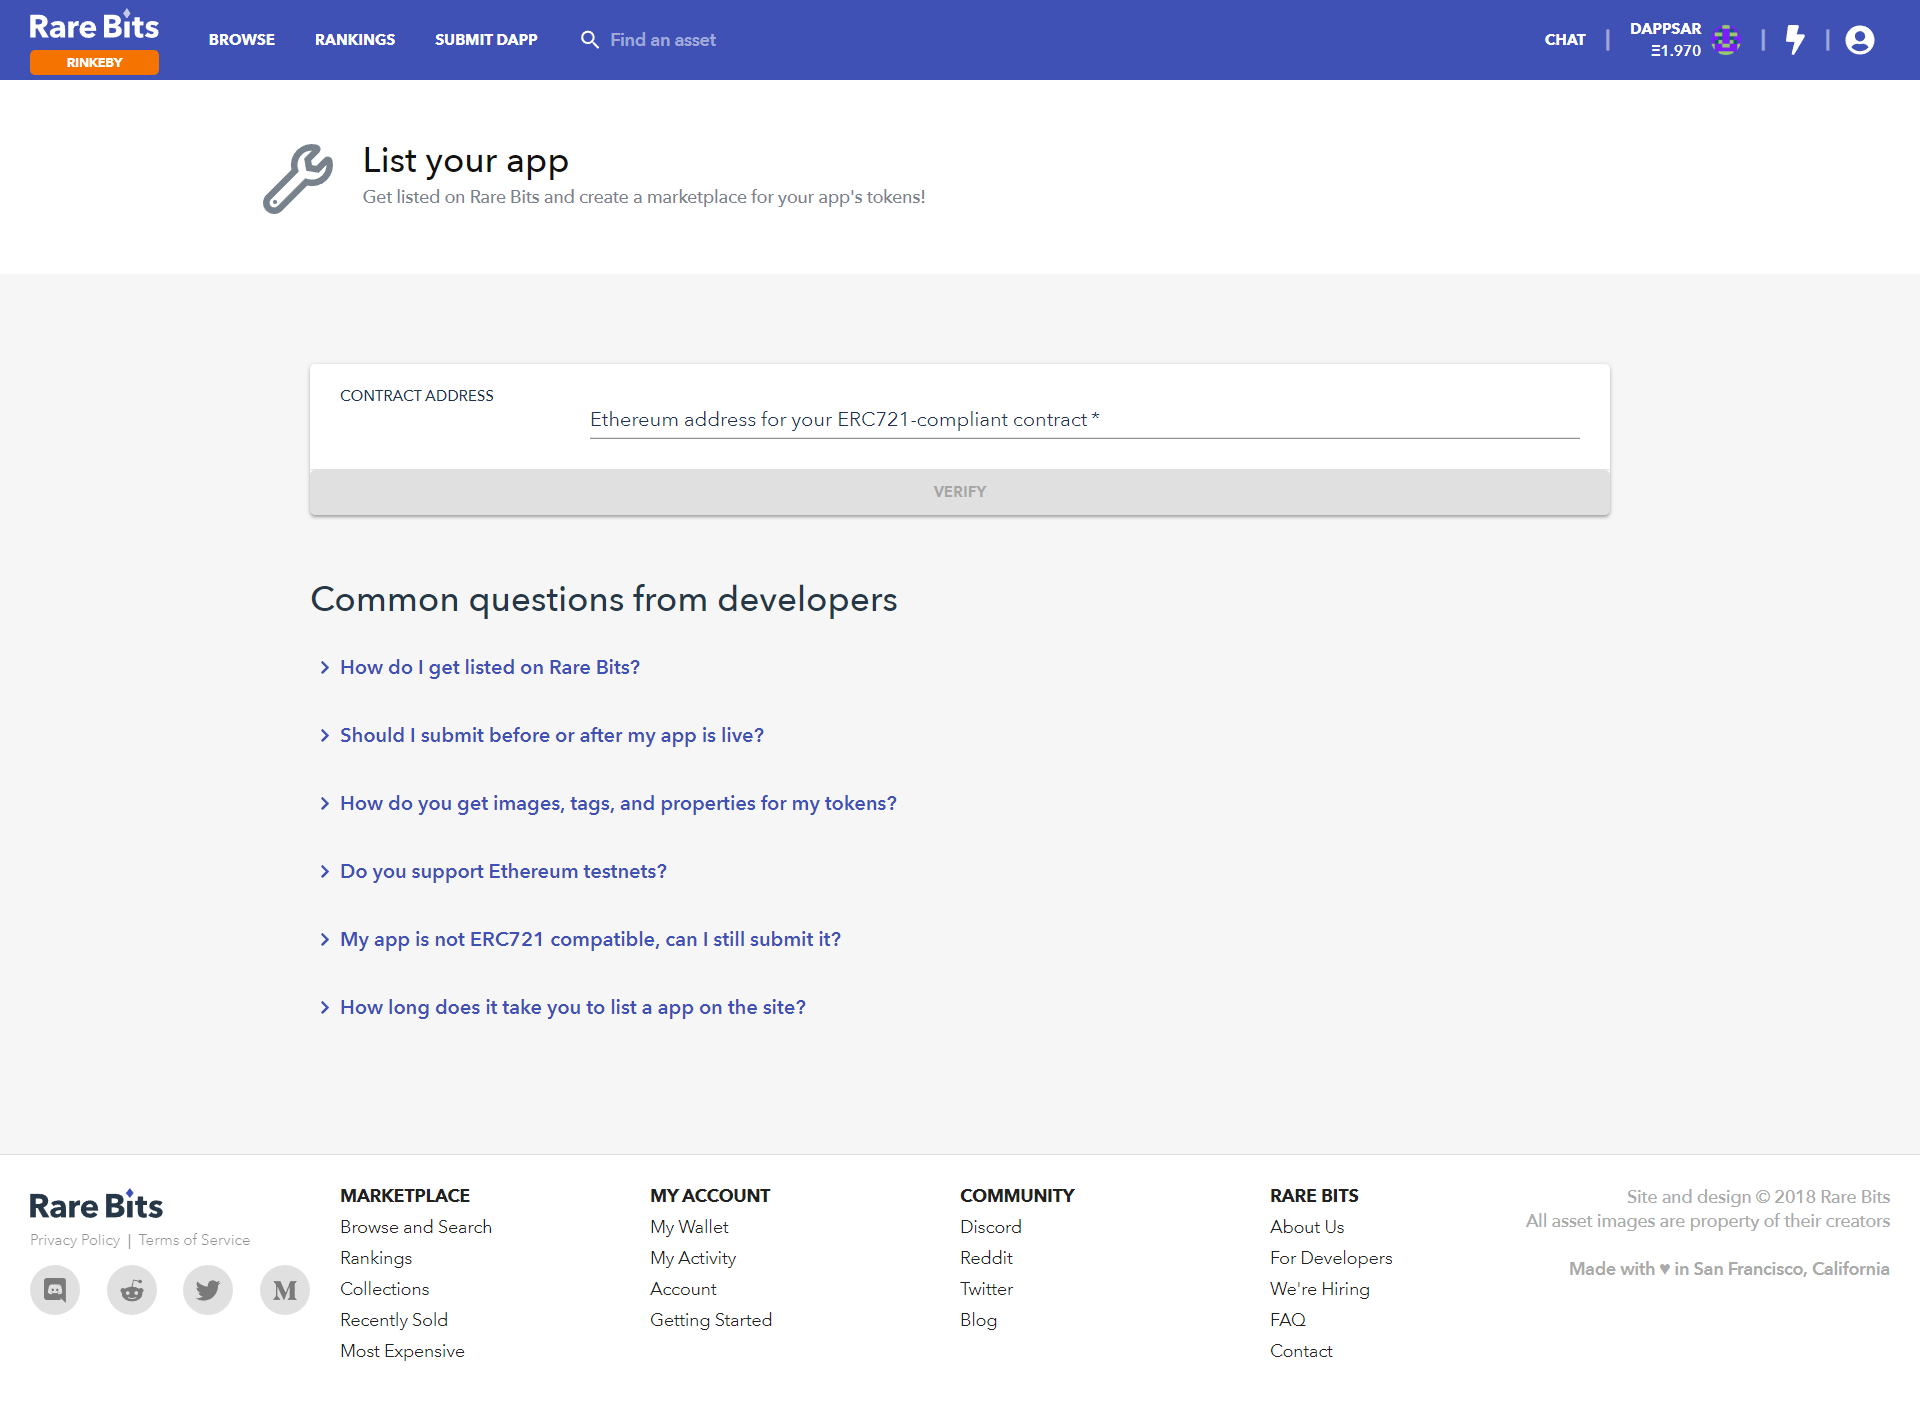 Rare Bits
RINKEBY
BROWSE
RANKINGS
SUBMIT DAPP
Find an asset
CHAT
DAPPSAR
Ξ1.970
List your app
Get listed on Rare Bits and create a marketplace for your app's tokens!
CONTRACT ADDRESS
Ethereum address for your ERC721-compliant contract *
VERIFY
Common questions from developers
How do I get listed on Rare Bits?
Should I submit before or after my app is live?
How do you get images, tags, and properties for my tokens?
Do you support Ethereum testnets?
My app is not ERC721 compatible, can I still submit it?
How long does it take you to list a app on the site?
Rare Bits
Privacy Policy | Terms of Service
M
MARKETPLACE
Browse and Search
Rankings
Collections
Recently Sold
Most Expensive
MY ACCOUNT
My Wallet
My Activity
Account
Getting Started
COMMUNITY
Discord
Reddit
Twitter
Blog
RARE BITS
About Us
For Developers
We're Hiring
FAQ
Contact
Site and design © 2018 Rare Bits
All asset images are property of their creators
Made with ♥ in San Francisco, California